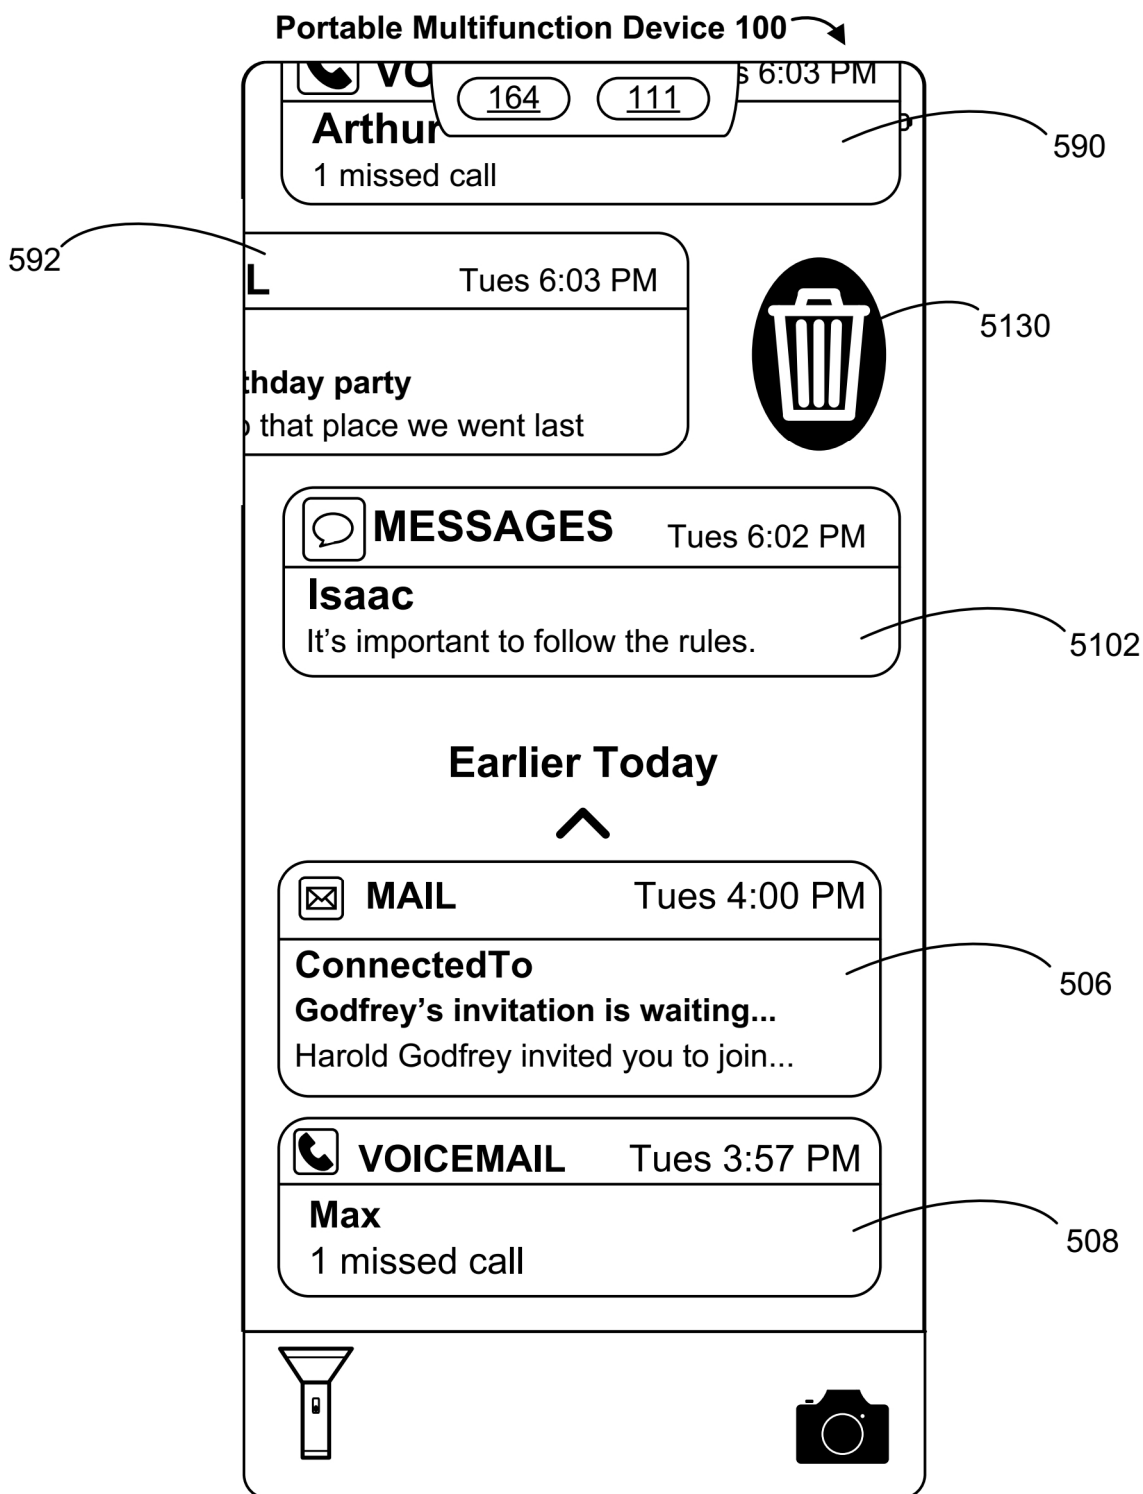 Portable Multifunction Device 100
VO s 6:03 PM
164 111
Arthur
590
1 missed call
592
L Tues 6:03 PM
5130
thday party
that place we went last
MESSAGES Tues 6:02 PM
Isaac
It's important to follow the rules.
5102
Earlier Today
MAIL Tues 4:00 PM
ConnectedTo
506
Godfrey's invitation is waiting...
Harold Godfrey invited you to join...
VOICEMAIL Tues 3:57 PM
Max
508
1 missed call